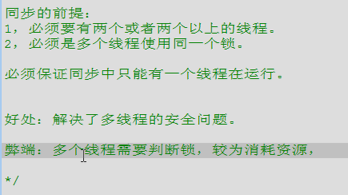 同步的前提：
1，必须要有两个或者两个以上的线程。
2，必须是多个线程使用同一个锁。
必须保证同步中只能有一个线程在运行。
好处：解决了多线程的安全问题。
弊端：多个线程需要判断锁，较为消耗资源，
*/